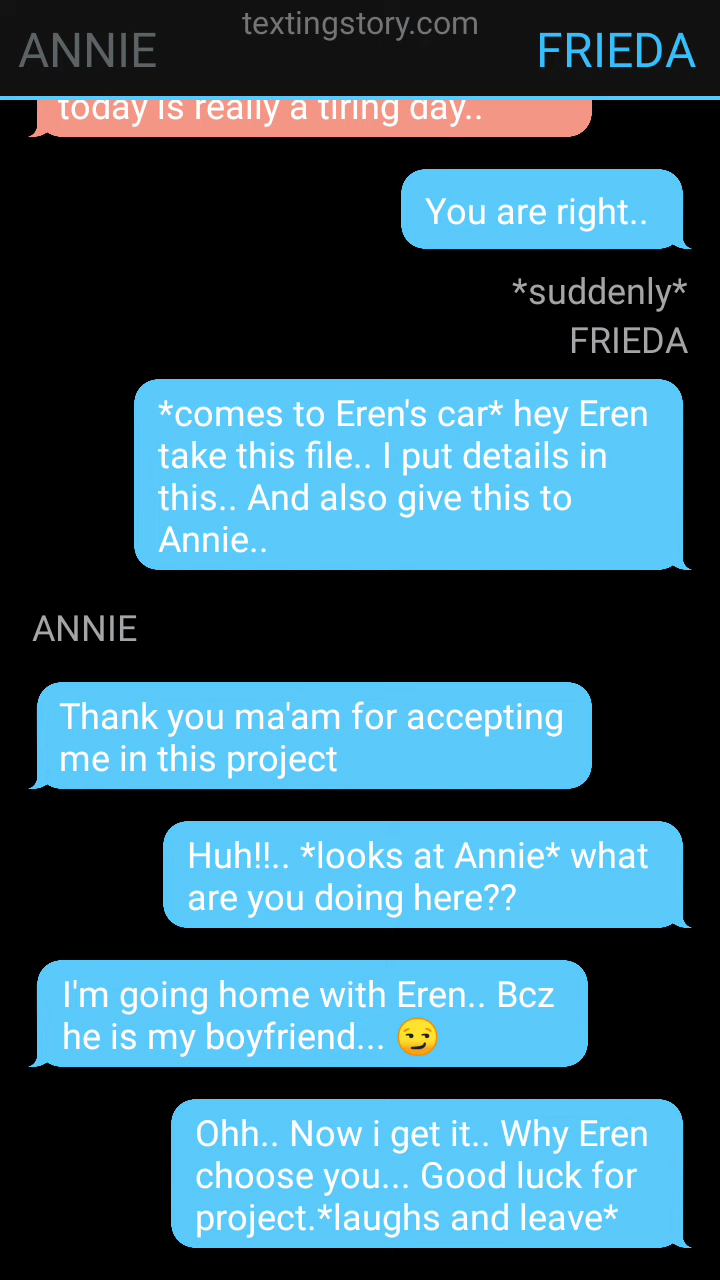 textingstory.com
ANNIE
FRIEDA
today is really a tiring day..
You are right..
*suddenly*
FRIEDA
*comes to Eren's car* hey Eren
take this file.. I put details in
this.. And also give this to
Annie..
ANNIE
Thank you ma'am for accepting
me in this project
Huh!!.. *looks at Annie* what
are you doing here??
I'm going home with Eren.. Bcz
he is my boyfriend... 😏
Ohh.. Now i get it.. Why Eren
choose you... Good luck for
project.*laughs and leave*